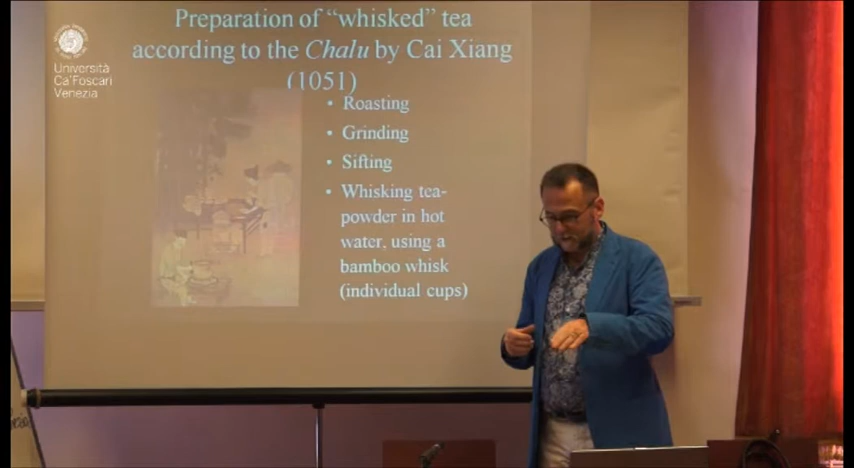 Università
Ca'Foscari
Venezia
Preparation of “whisked” tea
according to the Chalu by Cai Xiang
(1051)
• Roasting
• Grinding
• Sifting
• Whisking tea-
powder in hot
water, using a
bamboo whisk
(individual cups)